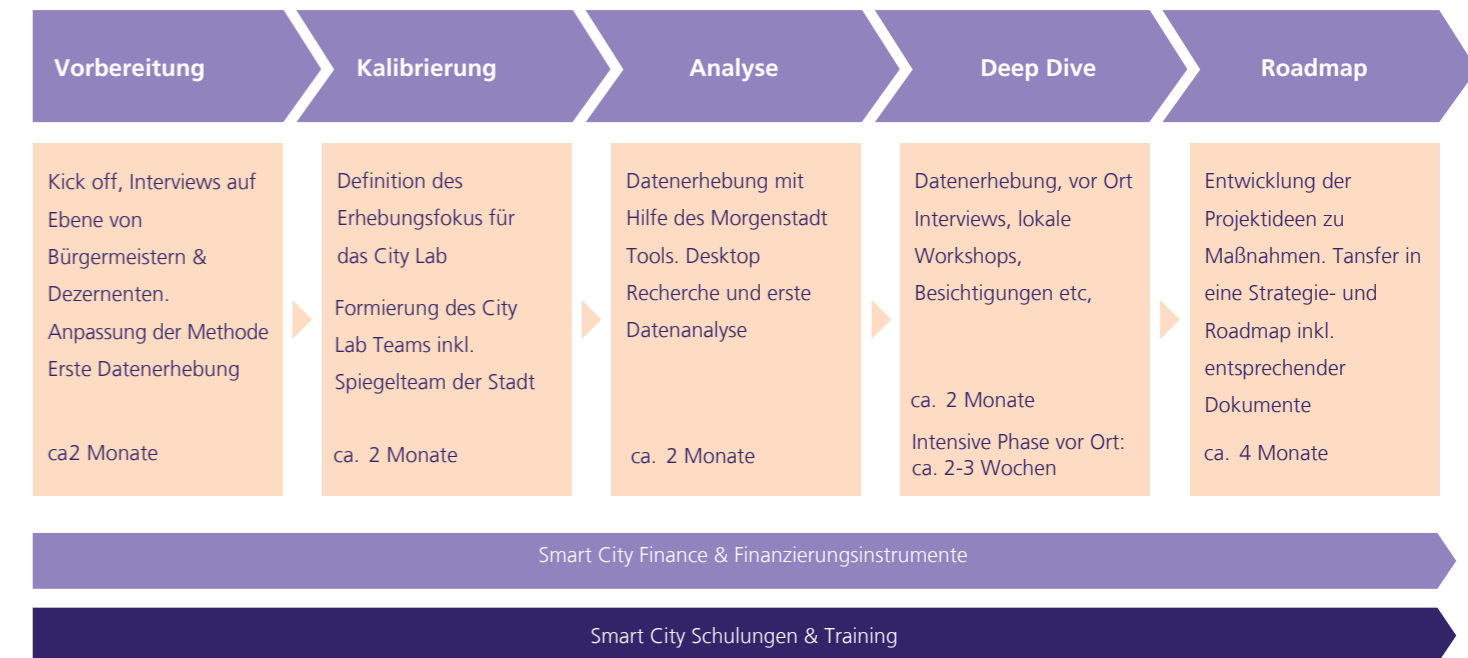 Vorbereitung
Kalibrierung
Analyse
Deep Dive
Roadmap
Kick off, Interviews auf
Ebene von
Bürgermeistern &
Dezernenten.
Anpassung der Methode
Erste Datenerhebung
ca2 Monate
Definition des
Erhebungsfokus für
das City Lab
Formierung des City
Lab Teams inkl.
Spiegelteam der Stadt
ca. 2 Monate
Datenerhebung mit
Hilfe des Morgenstadt
Tools. Desktop
Recherche und erste
Datenanalyse
ca. 2 Monate
Datenerhebung, vor Ort
Interviews, lokale
Workshops,
Besichtigungen etc,
ca. 2 Monate
Intensive Phase vor Ort:
ca. 2-3 Wochen
Entwicklung der
Projektideen zu
Maßnahmen. Tansfer in
eine Strategie- und
Roadmap inkl.
entsprechender
Dokumente
ca. 4 Monate
Smart City Finance & Finanzierungsinstrumente
Smart City Schulungen & Training